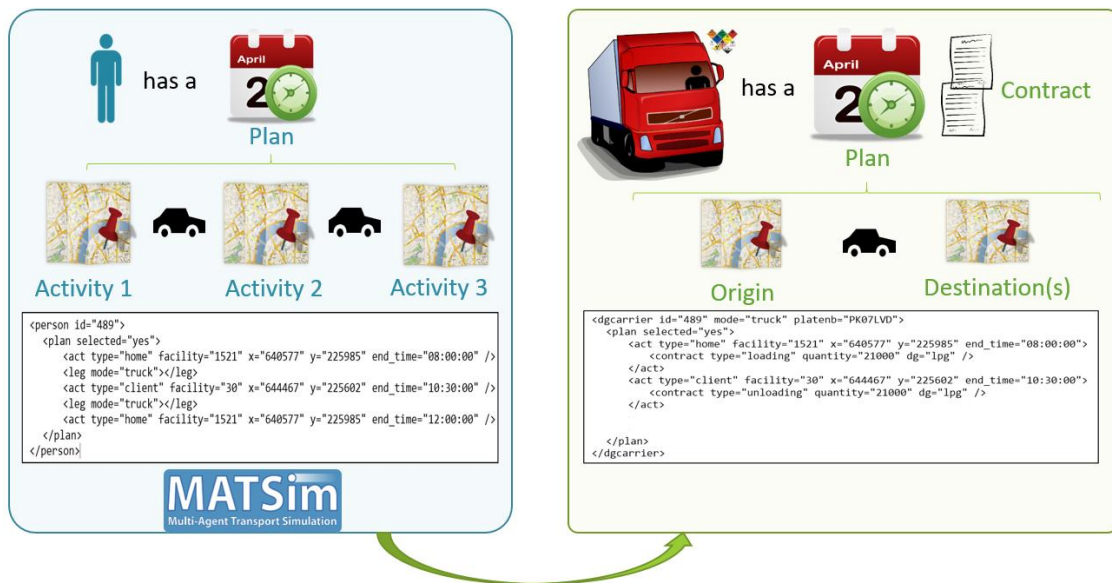 has a
April
2
Plan
Activity 1
Activity 2
Activity 3
<person id="489">
<plan selected="yes">
<act type="home" facility="1521" x="640577" y="225985" end_time="08:00:00" />
<leg mode="truck"></leg>
<act type="client" facility="30" x="644467" y="225602" end_time="10:30:00" />
<leg mode="truck"></leg>
<act type="home" facility="1521" x="640577" y="225985" end_time="12:00:00" />
</plan>
</person>
MATSim
Multi-Agent Transport Simulation
has a
April
2
Contract
Plan
Origin
Destination(s)
<dgcarrier id="489" mode="truck" platenb="PK07LVD">
<plan selected="yes">
<act type="home" facility="1521" x="640577" y="225985" end_time="08:00:00">
<contract type="loading" quantity="21000" dg="lpg" />
</act>
<act type="client" facility="30" x="644467" y="225602" end_time="10:30:00">
<contract type="unloading" quantity="21000" dg="lpg" />
</act>
</plan>
</dgcarrier>